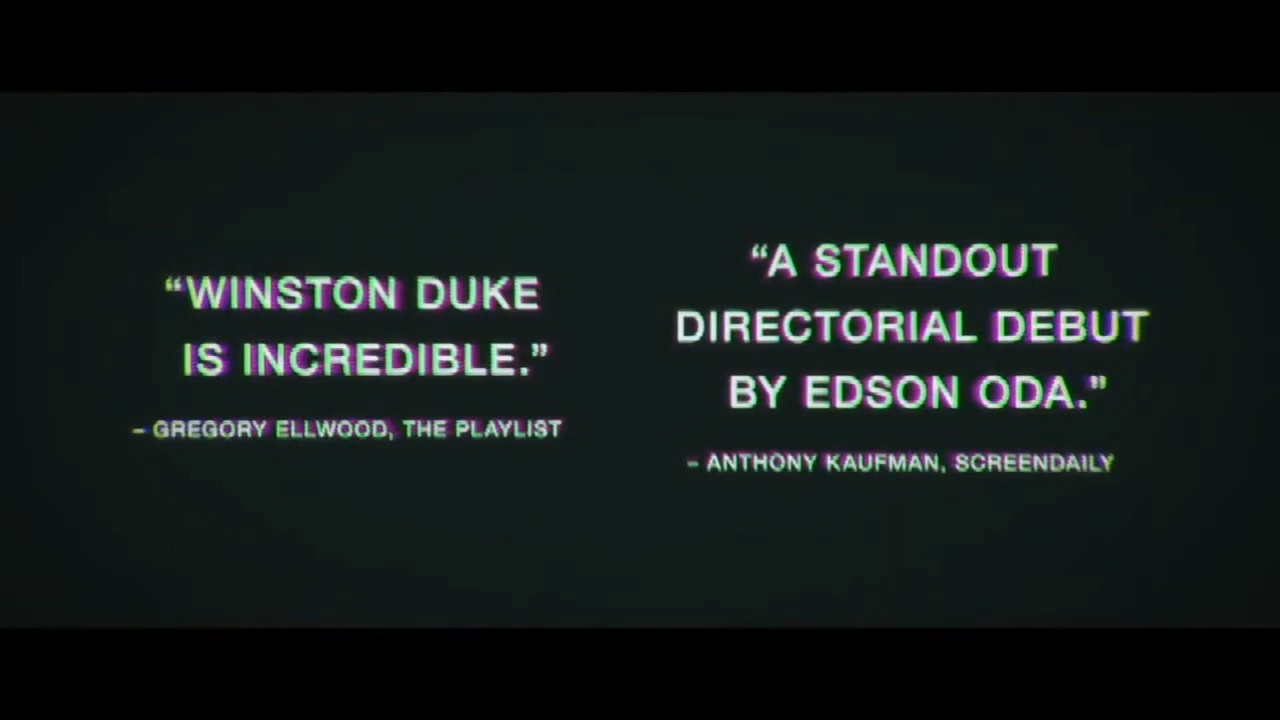 “WINSTON DUKE
IS INCREDIBLE.”
– GREGORY ELLWOOD, THE PLAYLIST
“A STANDOUT
DIRECTORIAL DEBUT
BY EDSON ODA.”
– ANTHONY KAUFMAN, SCREENDAILY